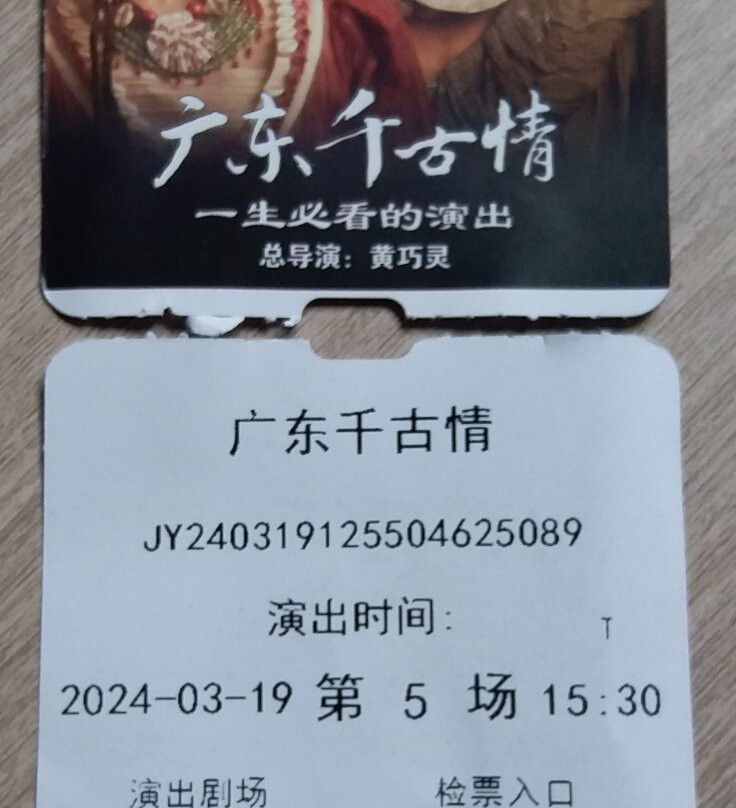 广东千古情
一生必看的演出
总导演：黄巧灵
广东千古情
JY240319125504625089
演出时间:
T
2024-03-19 第 5 场 15:30
演出剧场 检票入口